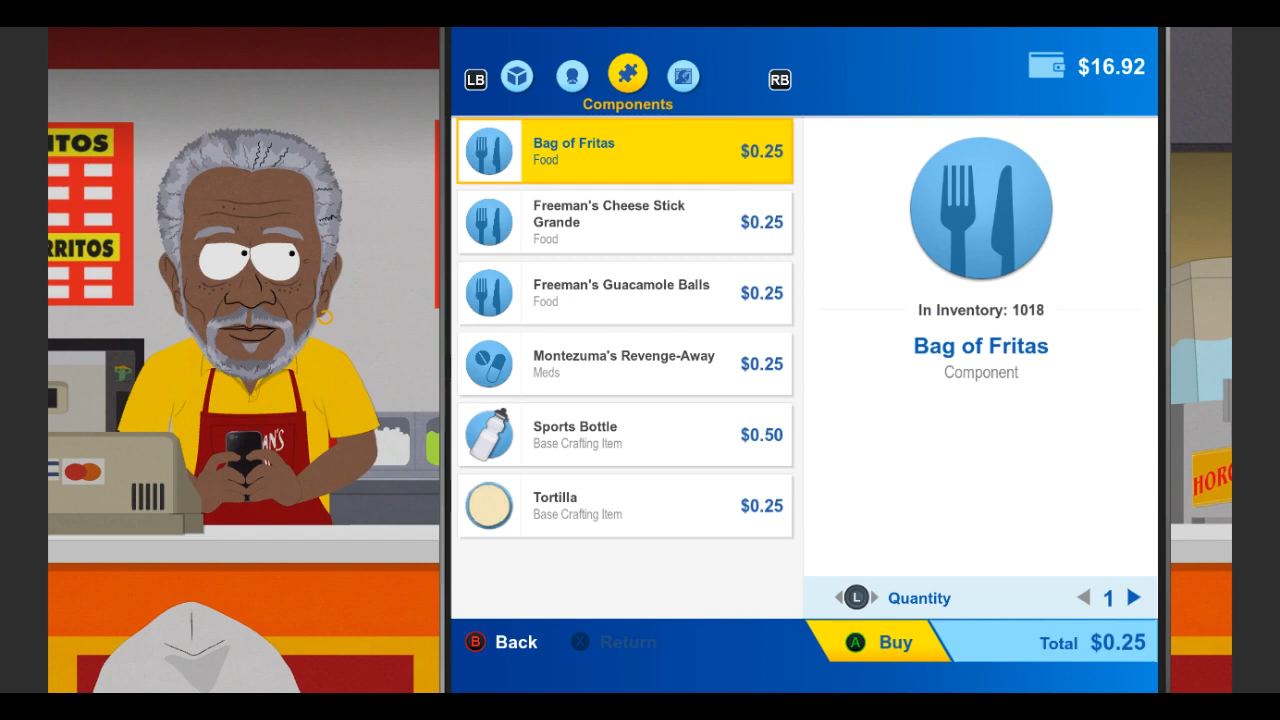 ITOS
RRITOS
AN'S
HOR
LB
RB
Components
$16.92
Bag of Fritas
Food
$0.25
Freeman's Cheese Stick
Grande
Food
$0.25
Freeman's Guacamole Balls
Food
$0.25
Montezuma's Revenge-Away
Meds
$0.25
Sports Bottle
Base Crafting Item
$0.50
Tortilla
Base Crafting Item
$0.25
In Inventory: 1018
Bag of Fritas
Component
L Quantity 1
B Back
X Return
A Buy
Total $0.25